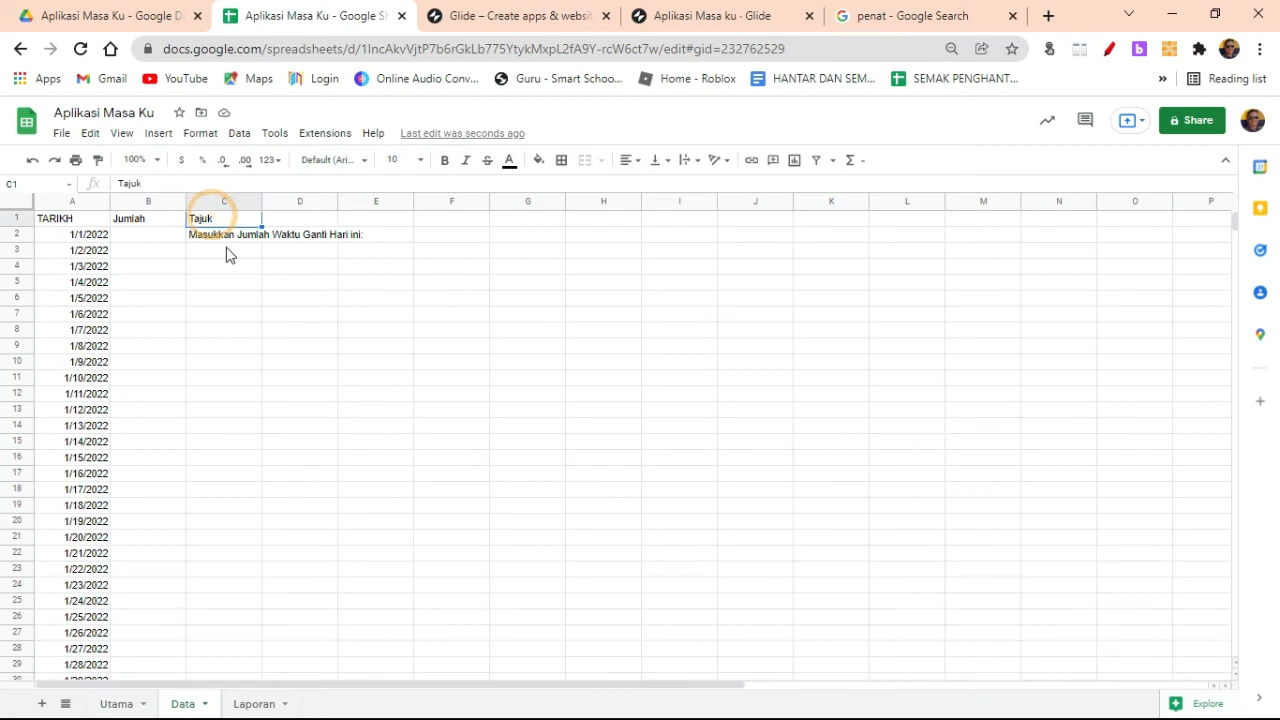 Aplikasi Masa Ku - Google D
Aplikasi Masa Ku - Google Sh
Glide – Create apps & websit
Aplikasi Masa ku · Glide
penat - Google Search
docs.google.com/spreadsheets/d/1IncAkvVjtP7b6rGkLb775YtyvMxpL2fA9Y-rcW6ct7w/edit#gid=232762529
Apps
Gmail
YouTube
Maps
Login
Online Audio Conv...
Guru - Smart Schoo...
Home - Roblox
HANTAR DAN SEM...
SEMAK PENGHANT...
»
Reading list
Aplikasi Masa Ku
File Edit View Insert Format Data Tools Extensions Help Last edit was seconds ago
Share
100% $ % .0 .00 123 Default (Ari... 10 B I S A
C1 fx Tajuk
A B C D E F G H I J K L M N O P
1 TARIKH Jumlah Tajuk
2 1/1/2022 Masukkan Jumlah Waktu Ganti Hari ini:
3 1/2/2022
4 1/3/2022
5 1/4/2022
6 1/5/2022
7 1/6/2022
8 1/7/2022
9 1/8/2022
10 1/9/2022
11 1/10/2022
12 1/11/2022
13 1/12/2022
14 1/13/2022
15 1/14/2022
16 1/15/2022
17 1/16/2022
18 1/17/2022
19 1/18/2022
20 1/19/2022
21 1/20/2022
22 1/21/2022
23 1/22/2022
24 1/23/2022
25 1/24/2022
26 1/25/2022
27 1/26/2022
28 1/27/2022
29 1/28/2022
Utama Data Laporan Explore